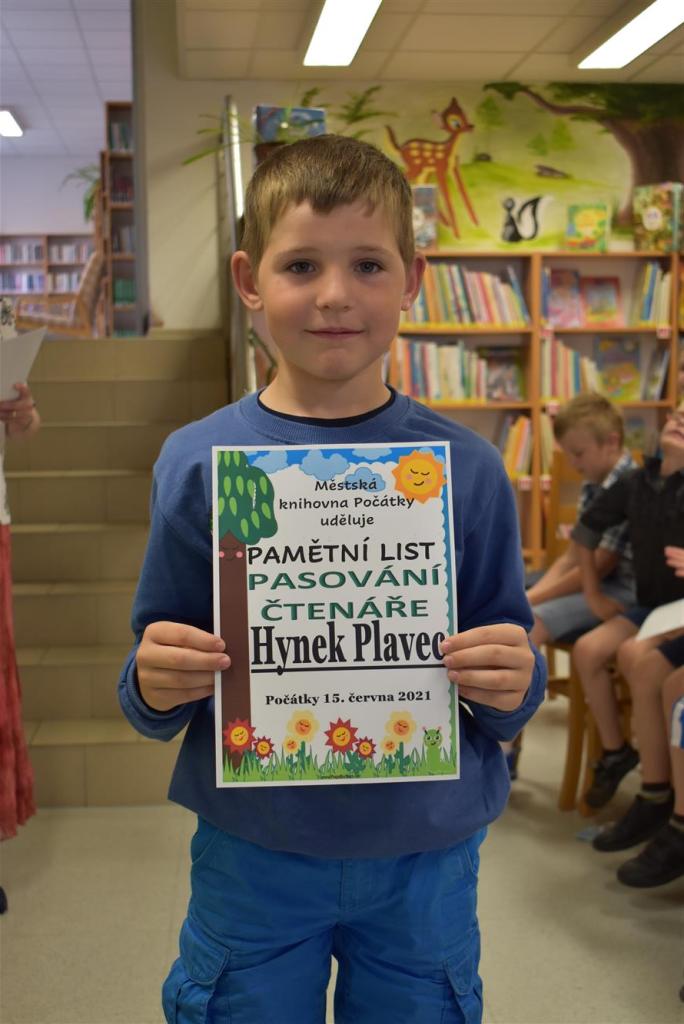 Městská
knihovna Počátky
uděluje
PAMĚTNÍ LIST
PASOVÁNÍ
ČTENÁŘE
Hynek Plavec
Počátky 15. června 2021